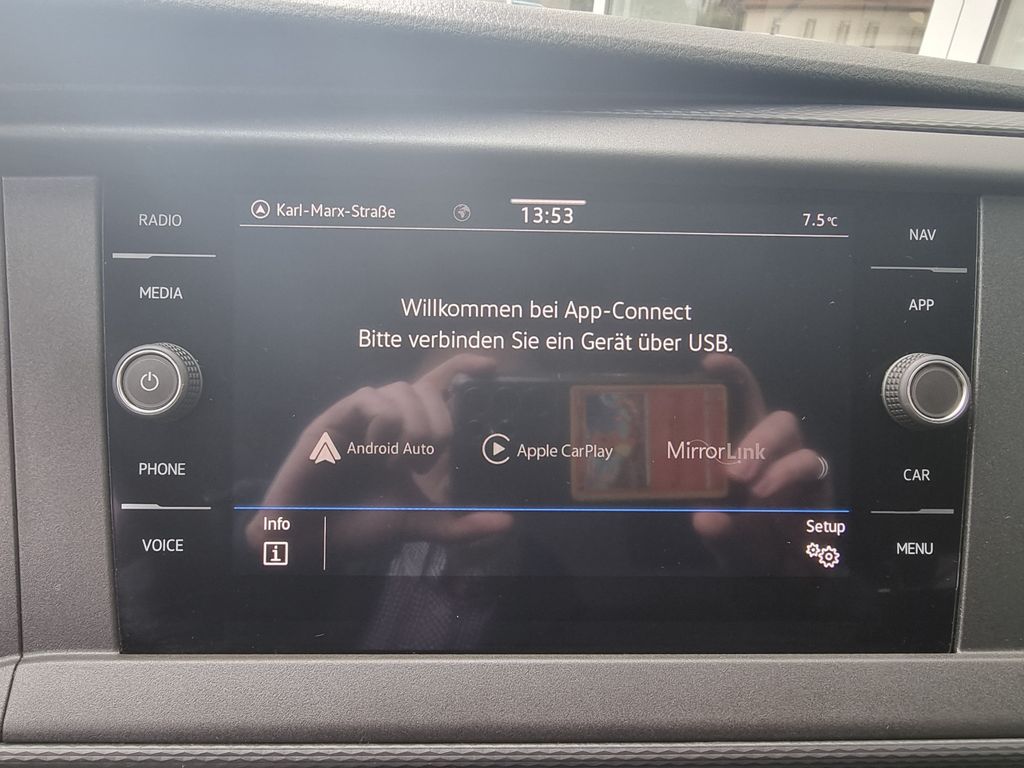 RADIO
MEDIA
PHONE
VOICE
Karl-Marx-Straße
13:53
7.5°C
Willkommen bei App-Connect
Bitte verbinden Sie ein Gerät über USB.
Android Auto
Apple CarPlay
MirrorLink
Info
Setup
NAV
APP
CAR
MENU